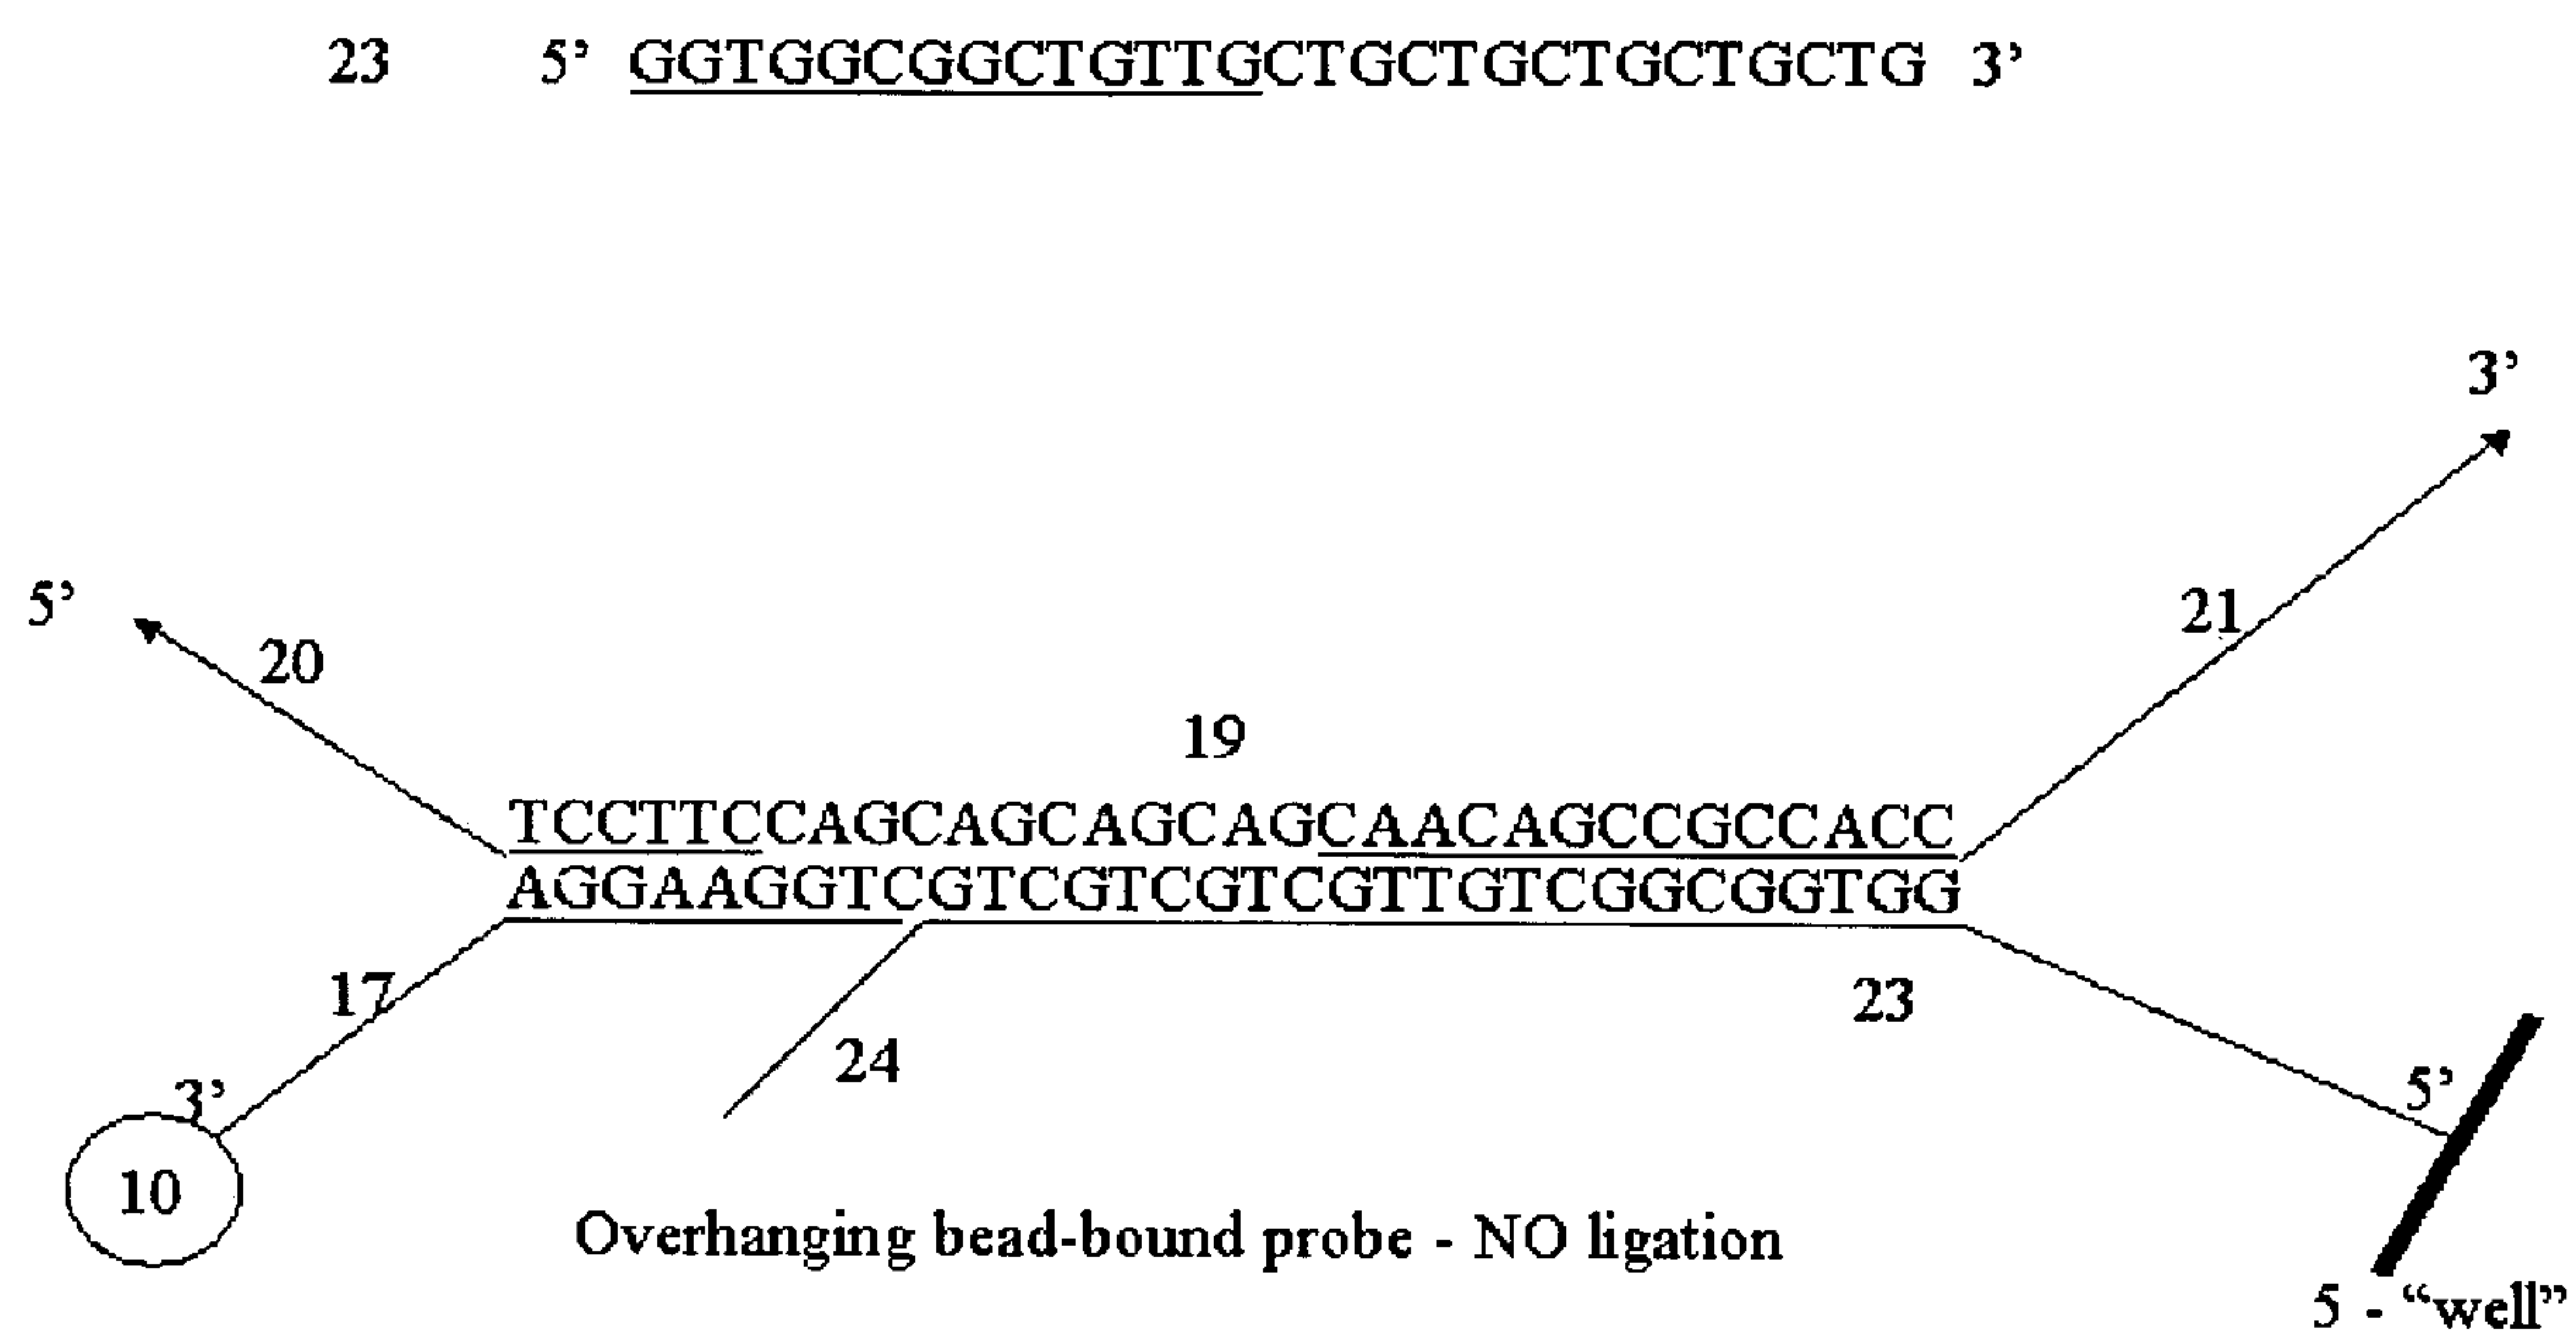 23 5’ GGTGGCGGCTGTTGCTGCTGCTGCTGCTG 3’
3’
5’
20
21
19
TCCTTCCAGCAGCAGCAGCAACAGCCGCCACC
AGGAAGGTCGTCGTCGTCGTTGTCGGCGGTGG
17
23
24
3’
5’
10
Overhanging bead-bound probe - NO ligation
5 - “well”